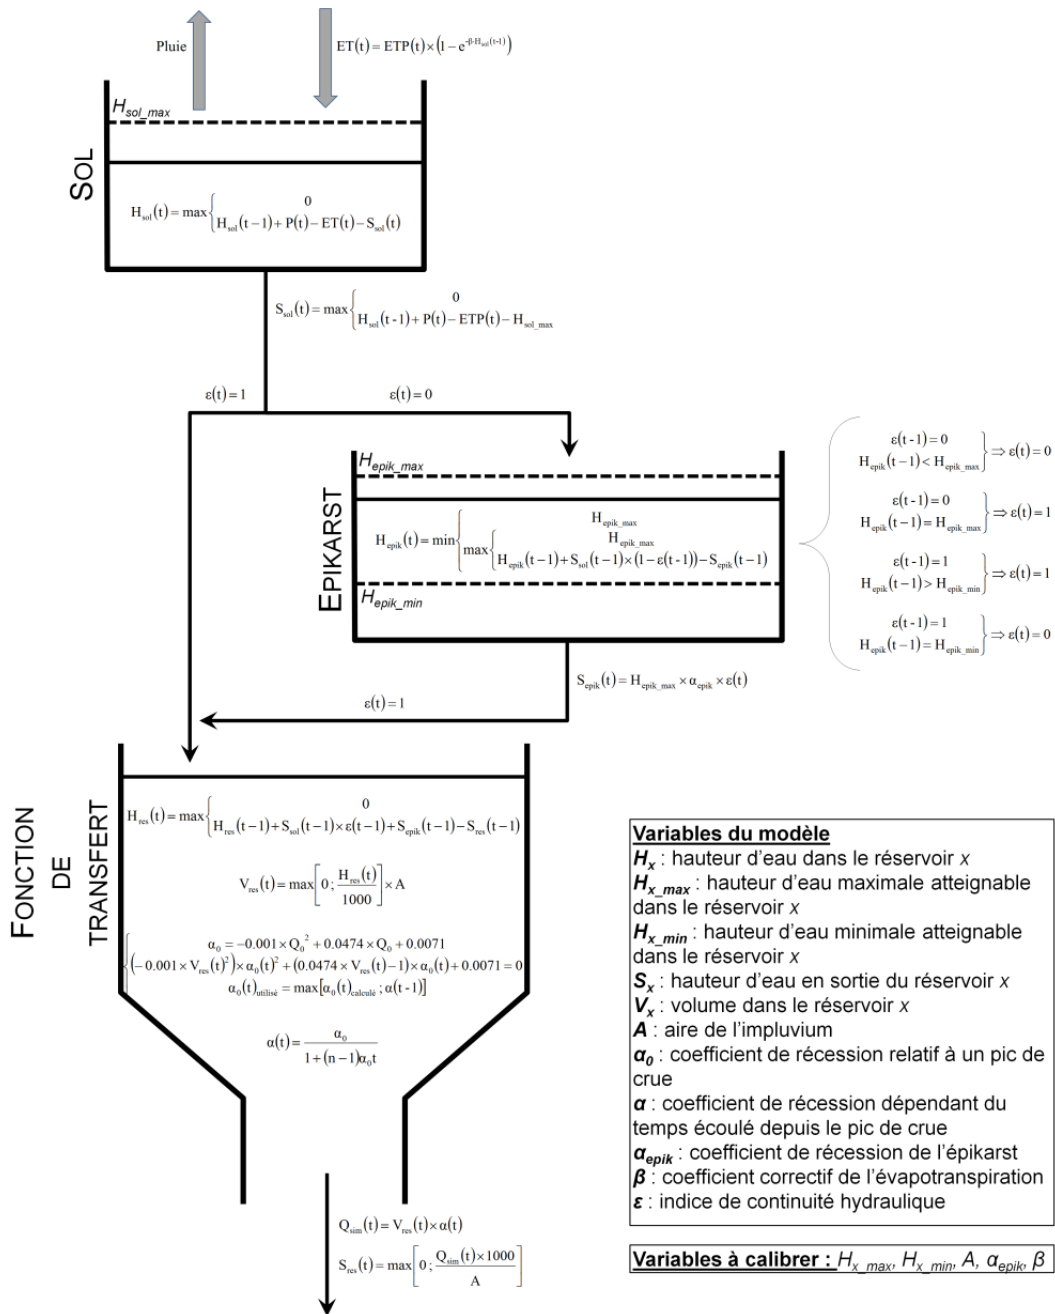 Pluie
ET(t) = ETP(t) × (1 − e^{-β·H_sol(t-1)})
H_sol_max
SOL
H_sol(t) = max { 0
H_sol(t−1) + P(t) − ET(t) − S_sol(t)
S_sol(t) = max { 0
H_sol(t-1) + P(t) − ETP(t) − H_sol_max
ε(t) = 1
ε(t) = 0
H_epik_max
EPIKARST
H_epik(t) = min { H_epik_max
max { H_epik_max
H_epik(t−1) + S_sol(t−1) × (1 − ε(t-1)) − S_epik(t−1)
H_epik_min
ε(t-1) = 0
H_epik(t−1) < H_epik_max } ⇒ ε(t) = 0
ε(t-1) = 0
H_epik(t−1) = H_epik_max } ⇒ ε(t) = 1
ε(t-1) = 1
H_epik(t−1) > H_epik_min } ⇒ ε(t) = 1
ε(t-1) = 1
H_epik(t−1) = H_epik_min } ⇒ ε(t) = 0
S_epik(t) = H_epik_max × α_epik × ε(t)
ε(t) = 1
FONCTION
DE
TRANSFERT
H_res(t) = max { 0
H_res(t−1) + S_sol(t−1) × ε(t−1) + S_epik(t−1) − S_res(t−1)
V_res(t) = max[0 ; H_res(t) / 1000] × A
α₀ = −0.001 × Q₀² + 0.0474 × Q₀ + 0.0071
(−0.001 × V_res(t)²) × α₀(t)² + (0.0474 × V_res(t) − 1) × α₀(t) + 0.0071 = 0
α₀(t)_utilisé = max[α₀(t)_calculé ; α(t-1)]
α(t) = α₀ / 1 + (n − 1)α₀t
Q_sim(t) = V_res(t) × α(t)
S_res(t) = max[0 ; Q_sim(t) × 1000 / A]
Variables du modèle
H_x : hauteur d'eau dans le réservoir x
H_x_max : hauteur d'eau maximale atteignable
dans le réservoir x
H_x_min : hauteur d'eau minimale atteignable
dans le réservoir x
S_x : hauteur d'eau en sortie du réservoir x
V_x : volume dans le réservoir x
A : aire de l'impluvium
α₀ : coefficient de récession relatif à un pic de
crue
α : coefficient de récession dépendant du
temps écoulé depuis le pic de crue
α_epik : coefficient de récession de l'épikarst
β : coefficient correctif de l'évapotranspiration
ε : indice de continuité hydraulique
Variables à calibrer : H_x_max, H_x_min, A, α_epik, β